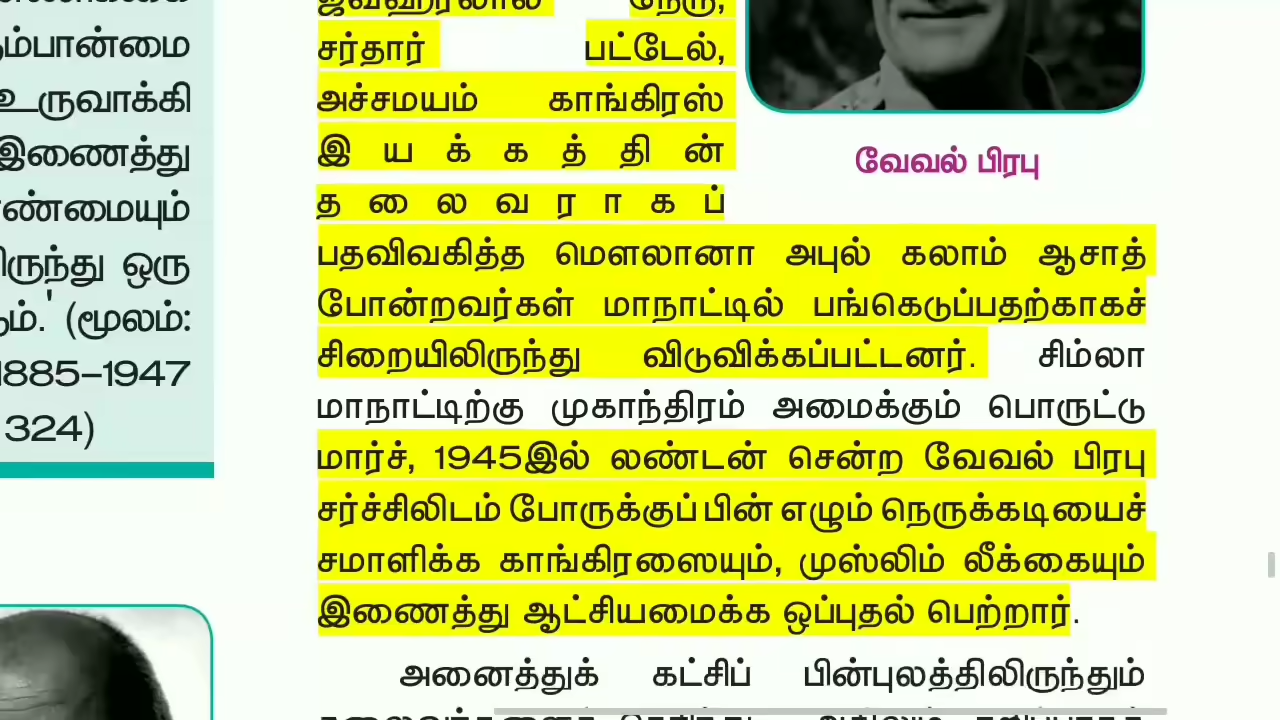 ம்பான்மை
உருவாக்கி
இணைத்து
ண்மையும்
ருந்து ஒரு
ம்.' (மூலம்:
1885–1947
324)
ஜவஹர்லால் நேரு,
சர்தார் பட்டேல்,
அச்சமயம் காங்கிரஸ்
இயக்கத்தின்
தலைவராகப்
பதவிவகித்த மௌலானா அபுல் கலாம் ஆசாத்
போன்றவர்கள் மாநாட்டில் பங்கெடுப்பதற்காகச்
சிறையிலிருந்து விடுவிக்கப்பட்டனர். சிம்லா
மாநாட்டிற்கு முகாந்திரம் அமைக்கும் பொருட்டு
மார்ச், 1945இல் லண்டன் சென்ற வேவல் பிரபு
சர்ச்சிலிடம் போருக்குப் பின் எழும் நெருக்கடியைச்
சமாளிக்க காங்கிரஸையும், முஸ்லிம் லீக்கையும்
இணைத்து ஆட்சியமைக்க ஒப்புதல் பெற்றார்.
அனைத்துக் கட்சிப் பின்புலத்திலிருந்தும்
வேவல் பிரபு